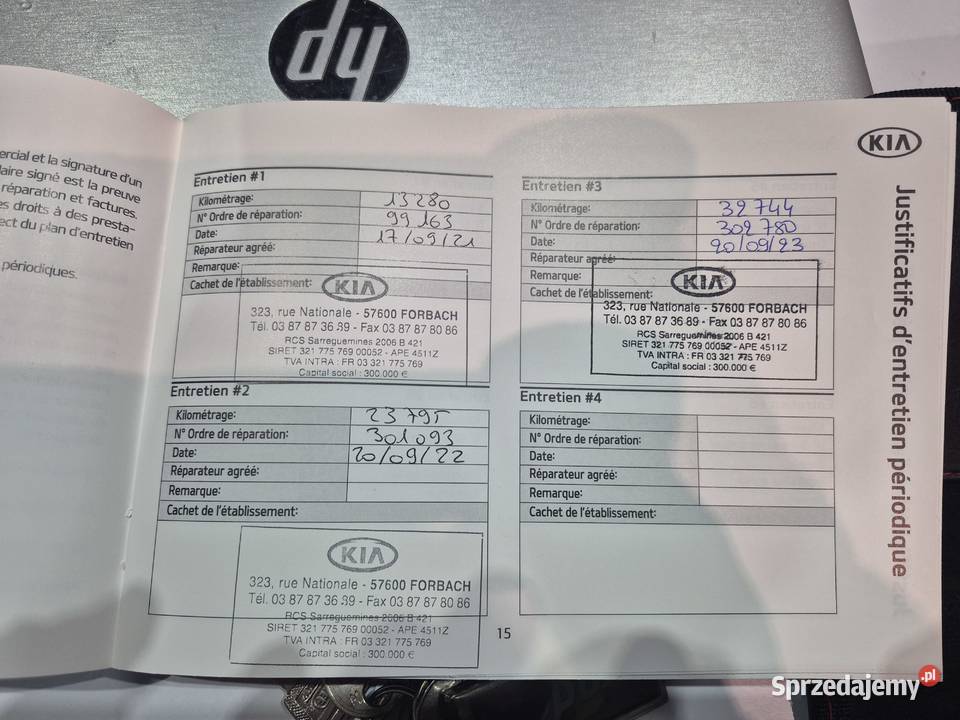 hp
ercial et la signature d'un
laire signé est la preuve
réparation et factures.
es droits à des presta-
ect du plan d'entretien
périodiques.
KIA
Justificatifs d'entretien périodique
Entretien #1
Kilométrage: 13280
N° Ordre de réparation: 99 163
Date: 17/09/21
Réparateur agréé:
Remarque:
Cachet de l'établissement:
KIA
323, rue Nationale - 57600 FORBACH
Tél. 03 87 87 36 89 - Fax 03 87 87 80 86
RCS Sarreguemines 2006 B 421
SIRET 321 775 769 00052 - APE 4511Z
TVA INTRA : FR 03 321 775 769
Capital social : 300.000 €
Entretien #2
Kilométrage: 23 795
N° Ordre de réparation: 301093
Date: 20/09/22
Réparateur agréé:
Remarque:
Cachet de l'établissement:
KIA
323, rue Nationale - 57600 FORBACH
Tél. 03 87 87 36 89 - Fax 03 87 87 80 86
RCS Sarreguemines 2006 B 421
SIRET 321 775 769 00052 - APE 4511Z
TVA INTRA : FR 03 321 775 769
Capital social : 300.000 €
Entretien #3
Kilométrage: 32 744
N° Ordre de réparation: 302 780
Date: 20/09/23
Réparateur agréé:
Remarque:
Cachet de l'établissement:
KIA
323, rue Nationale - 57600 FORBACH
Tél. 03 87 87 36 89 - Fax 03 87 87 80 86
RCS Sarreguemines 2006 B 421
SIRET 321 775 769 00052 - APE 4511Z
TVA INTRA : FR 03 321 775 769
Capital social : 300.000 €
Entretien #4
Kilométrage:
N° Ordre de réparation:
Date:
Réparateur agréé:
Remarque:
Cachet de l'établissement:
15
Sprzedajemy.pl